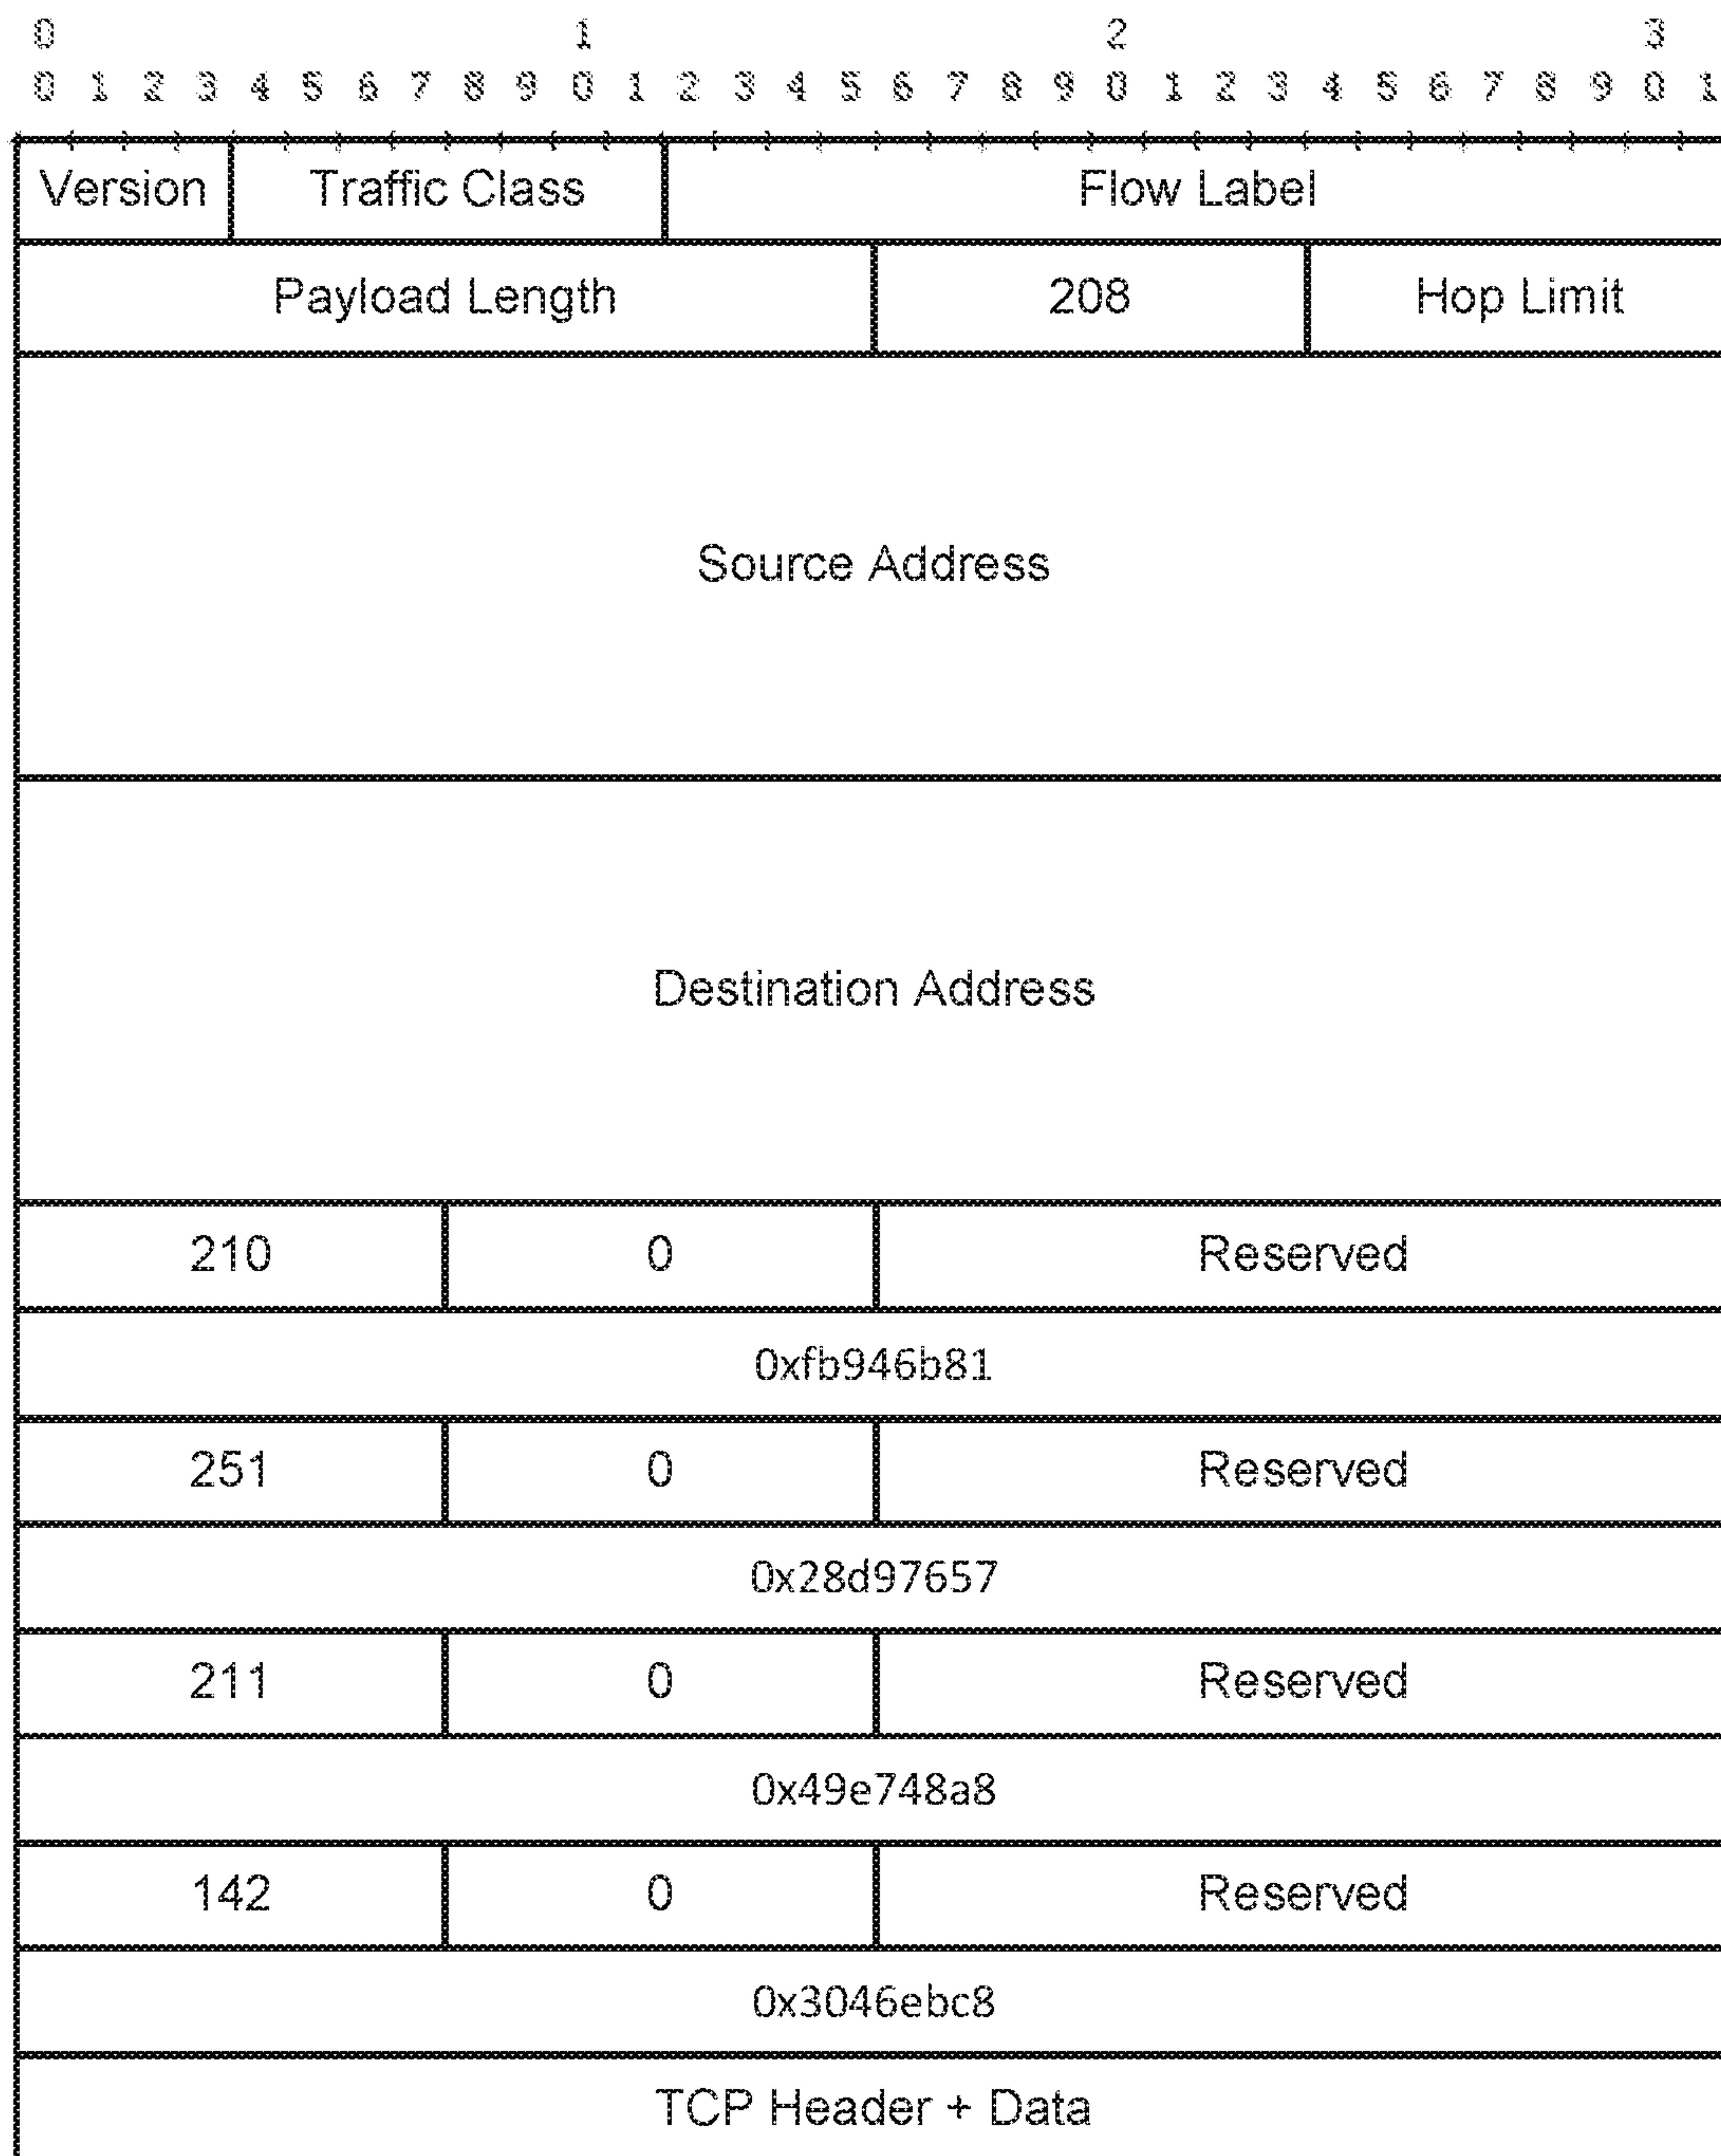 0 1 2 3
0 1 2 3 4 5 6 7 8 9 0 1 2 3 4 5 6 7 8 9 0 1 2 3 4 5 6 7 8 9 0 1
Version Traffic Class Flow Label
Payload Length 208 Hop Limit
Source Address
Destination Address
210 0 Reserved
0xfb946b81
251 0 Reserved
0x28d97657
211 0 Reserved
0x49e748a8
142 0 Reserved
0x3046ebc8
TCP Header + Data